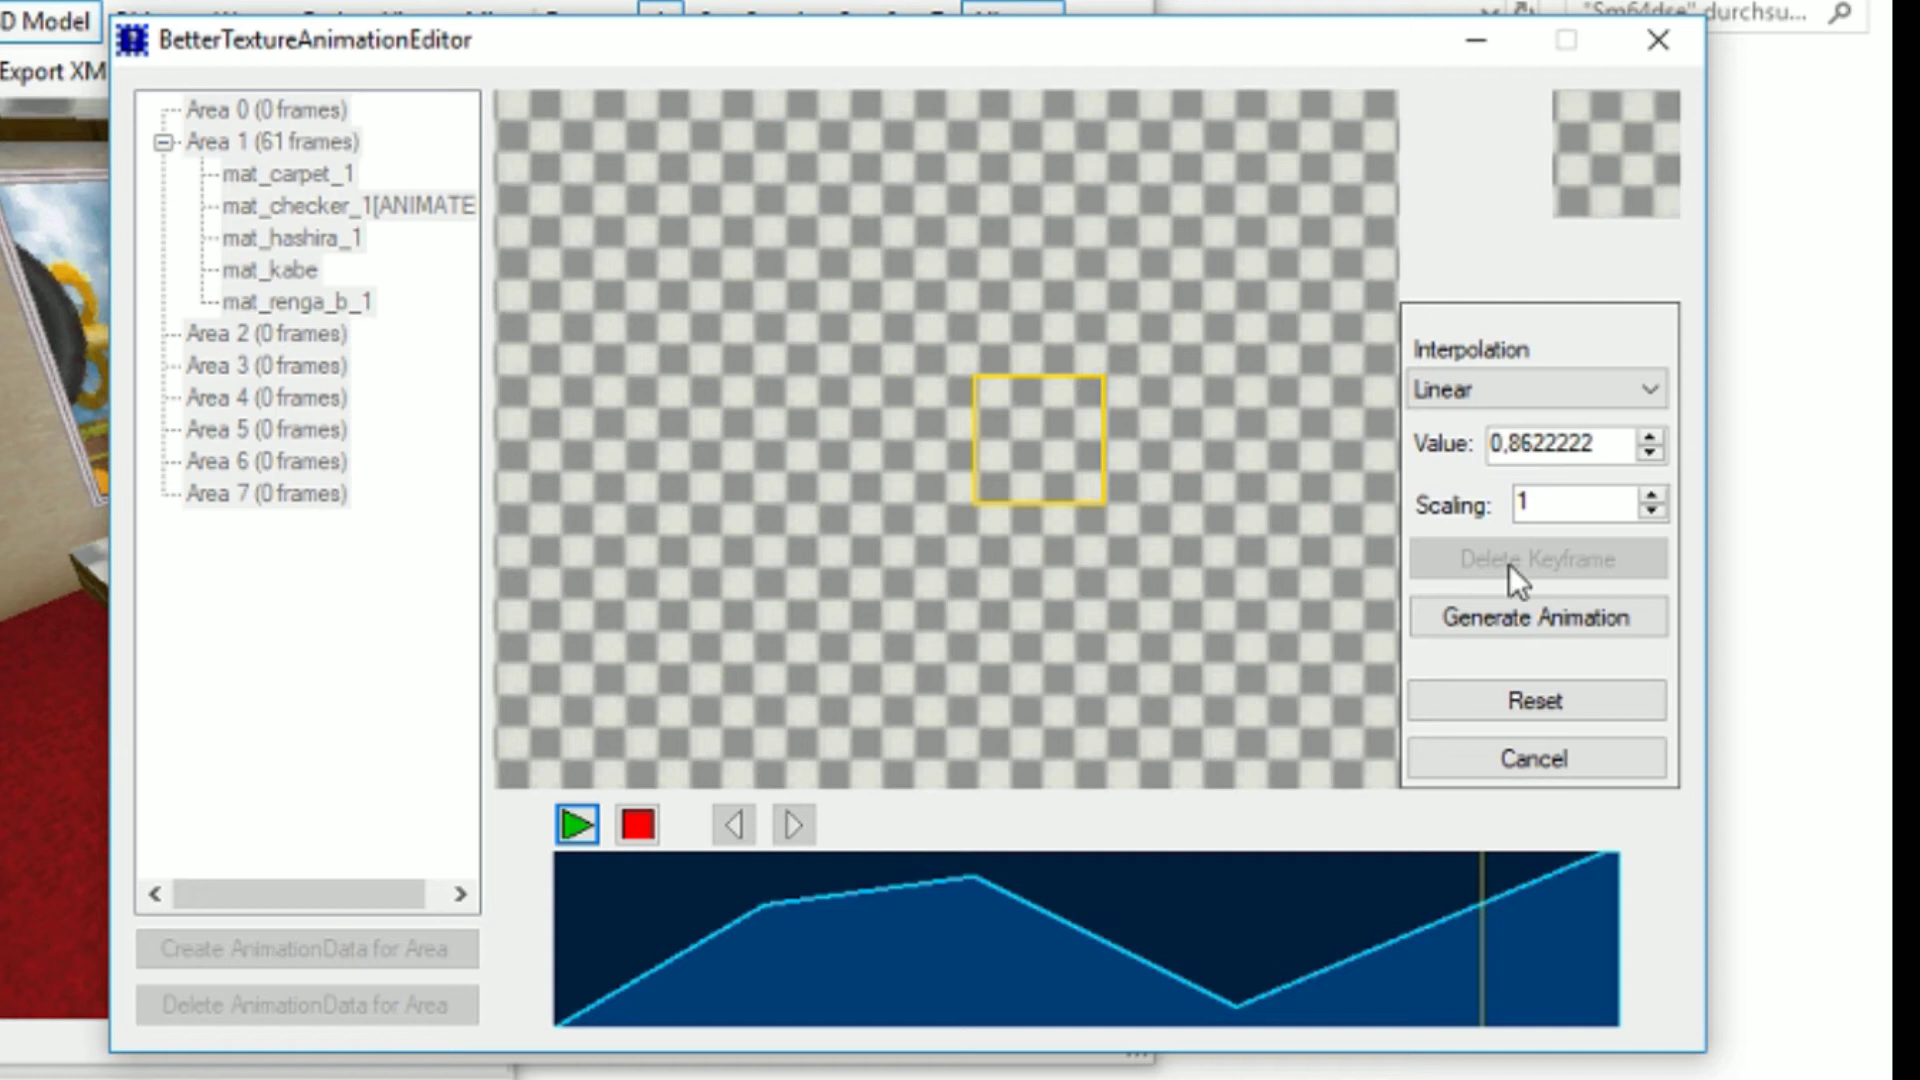 D Model
"Sm64dse" durchsu...
BetterTextureAnimationEditor
Export XM
Area 0 (0 frames)
Area 1 (61 frames)
mat_carpet_1
mat_checker_1[ANIMATE
mat_hashira_1
mat_kabe
mat_renga_b_1
Area 2 (0 frames)
Area 3 (0 frames)
Area 4 (0 frames)
Area 5 (0 frames)
Area 6 (0 frames)
Area 7 (0 frames)
Interpolation
Linear
Value: 0,8622222
Scaling: 1
Delete Keyframe
Generate Animation
Reset
Cancel
Create AnimationData for Area
Delete AnimationData for Area